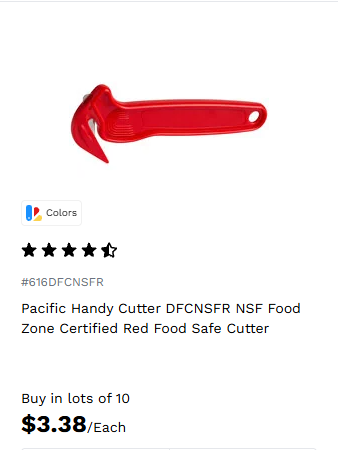 Colors
#616DFCNSFR
Pacific Handy Cutter DFCNSFR NSF Food
Zone Certified Red Food Safe Cutter
Buy in lots of 10
$3.38/Each